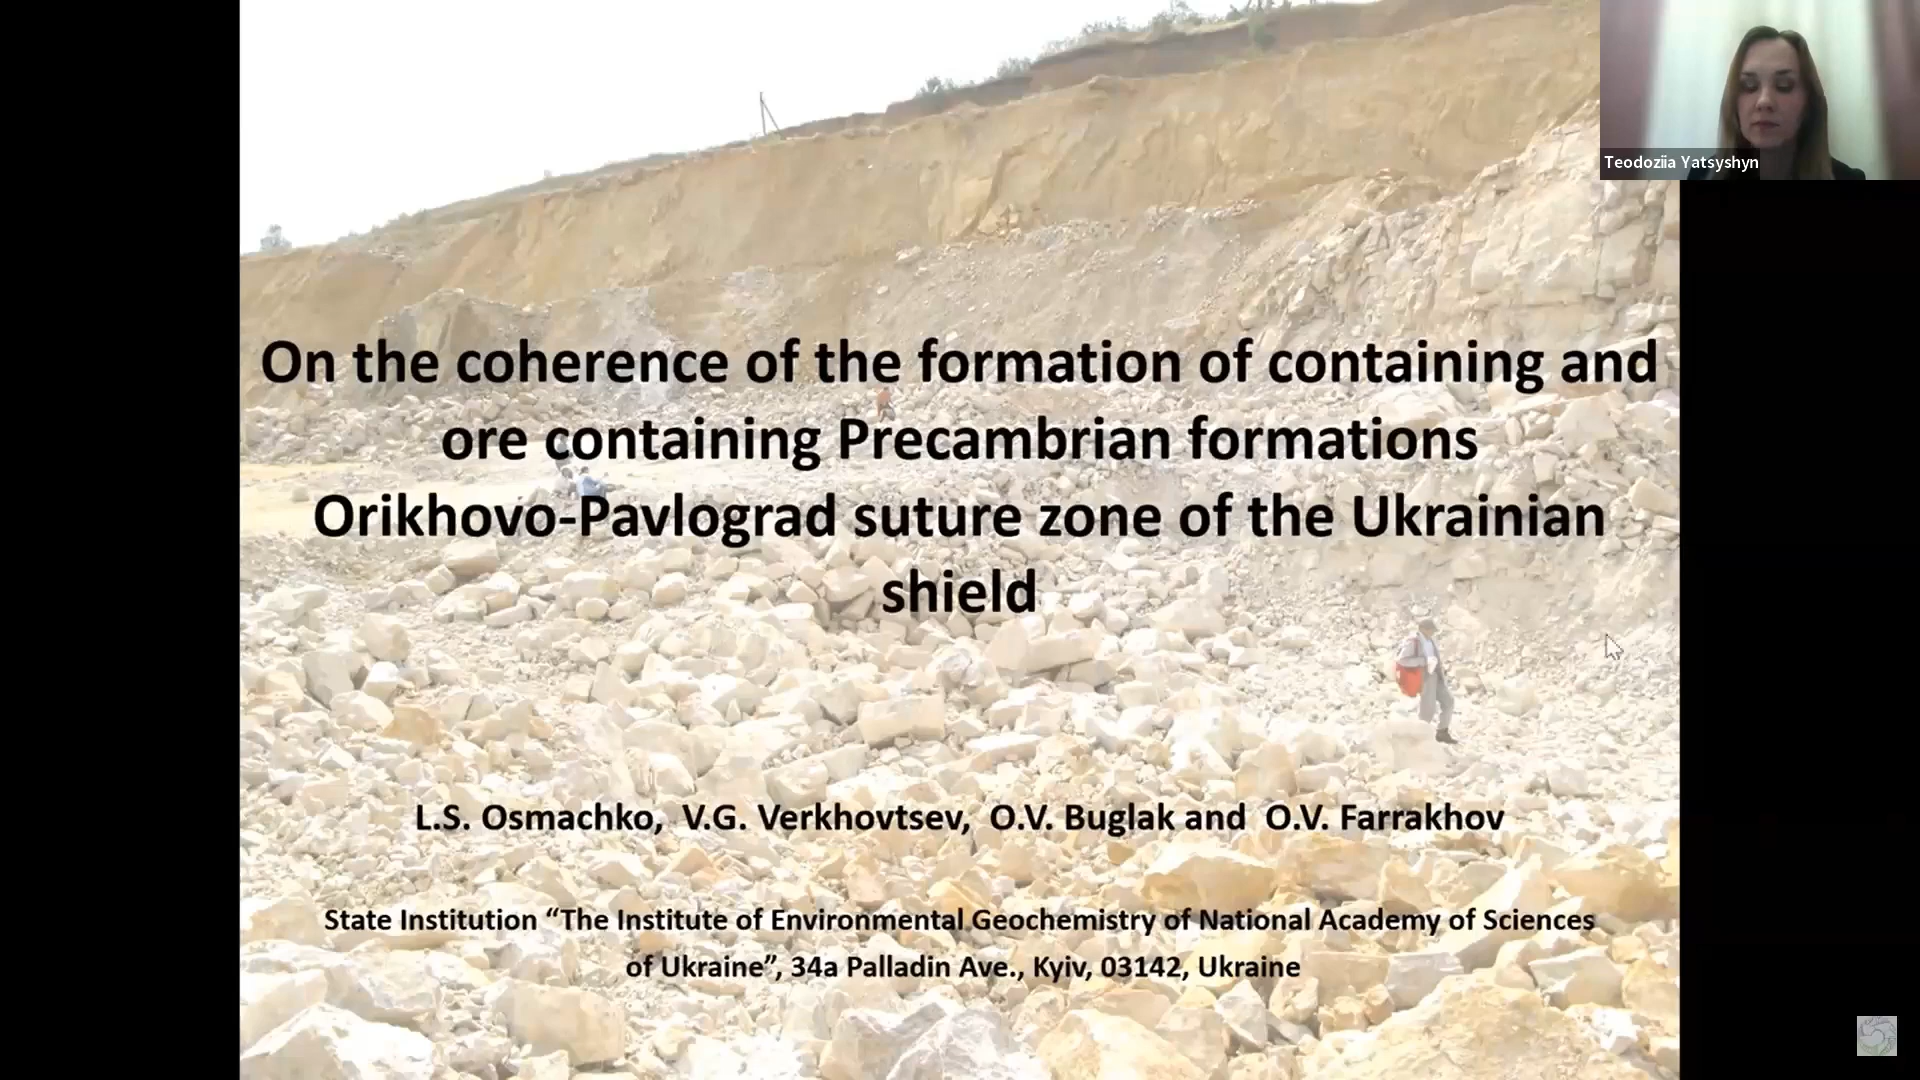 Teodoziia Yatsyshyn
On the coherence of the formation of containing and
ore containing Precambrian formations
Orikhovo-Pavlograd suture zone of the Ukrainian
shield
L.S. Osmachko, V.G. Verkhovtsev, O.V. Buglak and O.V. Farrakhov
State Institution “The Institute of Environmental Geochemistry of National Academy of Sciences
of Ukraine”, 34a Palladin Ave., Kyiv, 03142, Ukraine